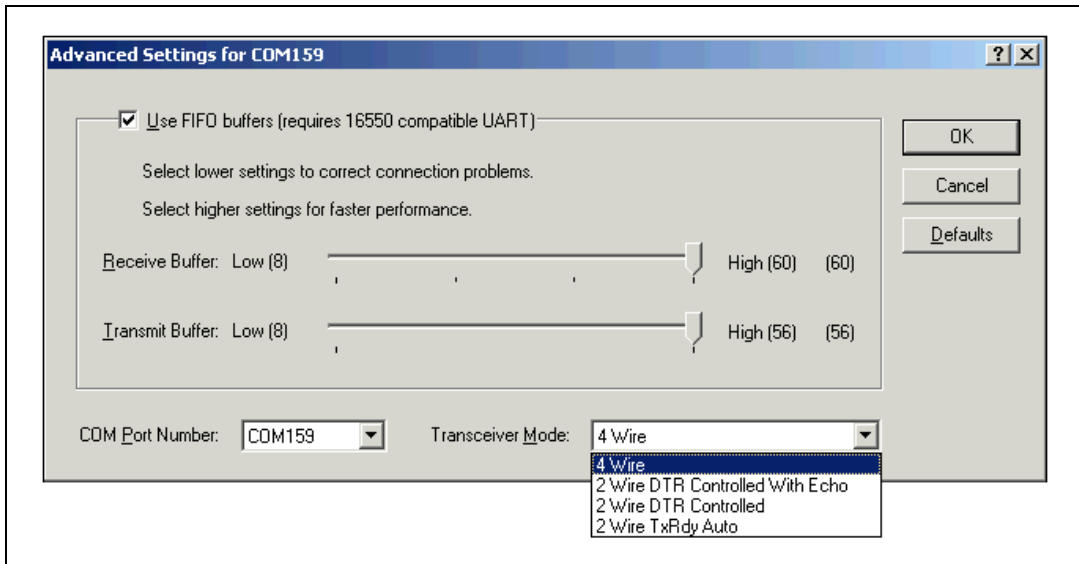 Advanced Settings for COM159
Use FIFO buffers (requires 16550 compatible UART)
OK
Select lower settings to correct connection problems.
Cancel
Select higher settings for faster performance.
Defaults
Receive Buffer: Low (8) High (60) (60)
Transmit Buffer: Low (8) High (56) (56)
COM Port Number: COM159 Transceiver Mode: 4 Wire
4 Wire
2 Wire DTR Controlled With Echo
2 Wire DTR Controlled
2 Wire TxRdy Auto